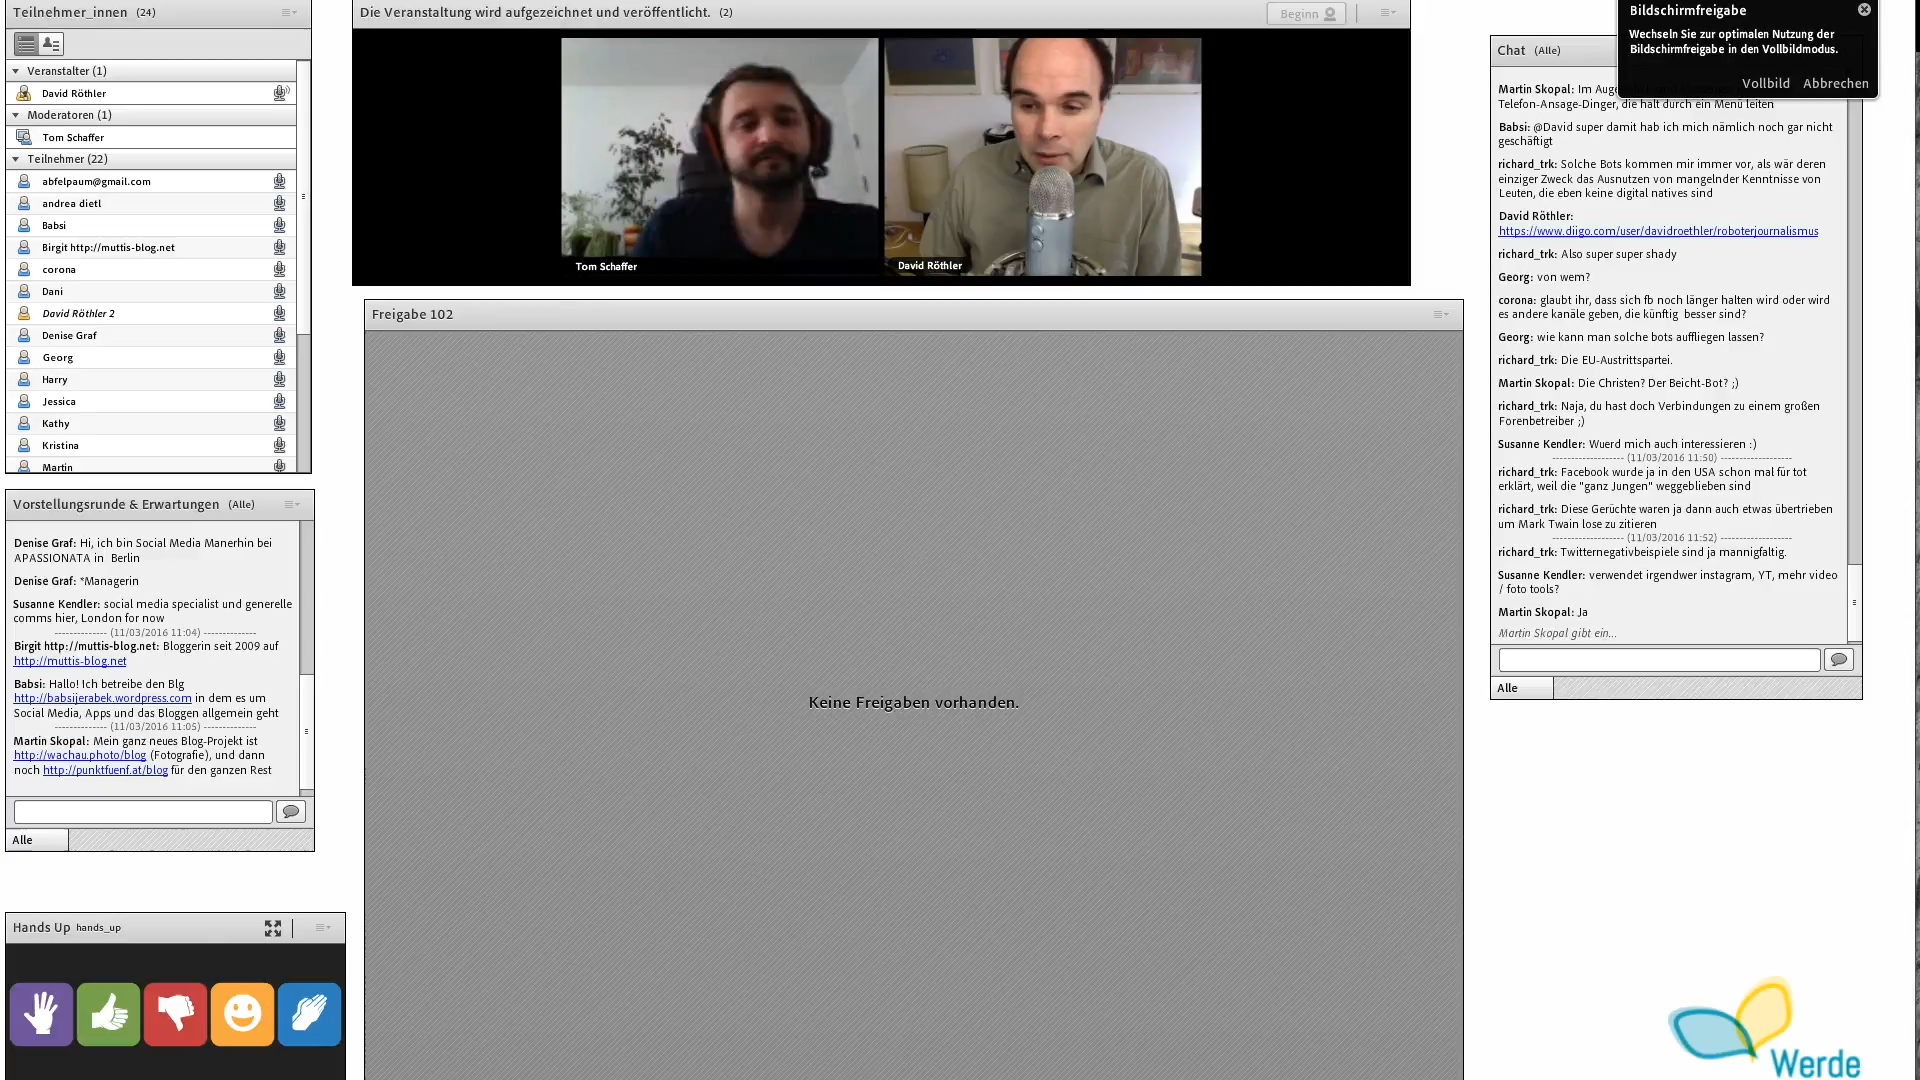 Teilnehmer_innen (24)
Veranstalter (1)
David Röthler
Moderatoren (1)
Tom Schaffer
Teilnehmer (22)
abfelpaum@gmail.com
andrea dietl
Babsi
Birgit http://muttis-blog.net
corona
Dani
David Röthler 2
Denise Graf
Georg
Harry
Jessica
Kathy
Kristina
Martin
Vorstellungsrunde & Erwartungen (Alle)
Denise Graf: Hi, ich bin Social Media Manerhin bei
APASSIONATA in Berlin
Denise Graf: *Managerin
Susanne Kendler: social media specialist und generelle
comms hier, London for now
-------------- (11/03/2016 11:04) --------------
Birgit http://muttis-blog.net: Bloggerin seit 2009 auf
http://muttis-blog.net
Babsi: Hallo! Ich betreibe den Blg
http://babsijerabek.wordpress.com in dem es um
Social Media, Apps und das Bloggen allgemein geht
-------------- (11/03/2016 11:05) --------------
Martin Skopal: Mein ganz neues Blog-Projekt ist
http://wachau.photo/blog (Fotografie), und dann
noch http://punktfuenf.at/blog für den ganzen Rest
Alle
Hands Up hands_up
Die Veranstaltung wird aufgezeichnet und veröffentlicht. (2)
Beginn
Tom Schaffer
David Röthler
Freigabe 102
Keine Freigaben vorhanden.
Bildschirmfreigabe
Wechseln Sie zur optimalen Nutzung der
Bildschirmfreigabe in den Vollbildmodus.
Vollbild Abbrechen
Chat (Alle)
Martin Skopal: Im
Telefon-Ansage-Dinger, die halt durch ein Menü leiten
Babsi: @David super damit hab ich mich nämlich noch gar nicht
geschäftigt
richard_trk: Solche Bots kommen mir immer vor, als wär deren
einziger Zweck das Ausnutzen von mangelnder Kenntnisse von
Leuten, die eben keine digital natives sind
David Röthler:
https://www.diigo.com/user/davidroethler/roboterjournalismus
richard_trk: Also super super shady
Georg: von wem?
corona: glaubt ihr, dass sich fb noch länger halten wird oder wird
es andere kanäle geben, die künftig besser sind?
Georg: wie kann man solche bots auffliegen lassen?
richard_trk: Die EU-Austrittspartei.
Martin Skopal: Die Christen? Der Beicht-Bot? ;)
richard_trk: Naja, du hast doch Verbindungen zu einem großen
Forenbetreiber ;)
Susanne Kendler: Wuerd mich auch interessieren :)
------------------- (11/03/2016 11:50) -------------------
richard_trk: Facebook wurde ja in den USA schon mal für tot
erklärt, weil die "ganz Jungen" weggeblieben sind
richard_trk: Diese Gerüchte waren ja dann auch etwas übertrieben
um Mark Twain lose zu zitieren
------------------- (11/03/2016 11:52) -------------------
richard_trk: Twitternegativbeispiele sind ja mannigfaltig.
Susanne Kendler: verwendet irgendwer instagram, YT, mehr video
/ foto tools?
Martin Skopal: Ja
Martin Skopal gibt ein...
Alle
Werde